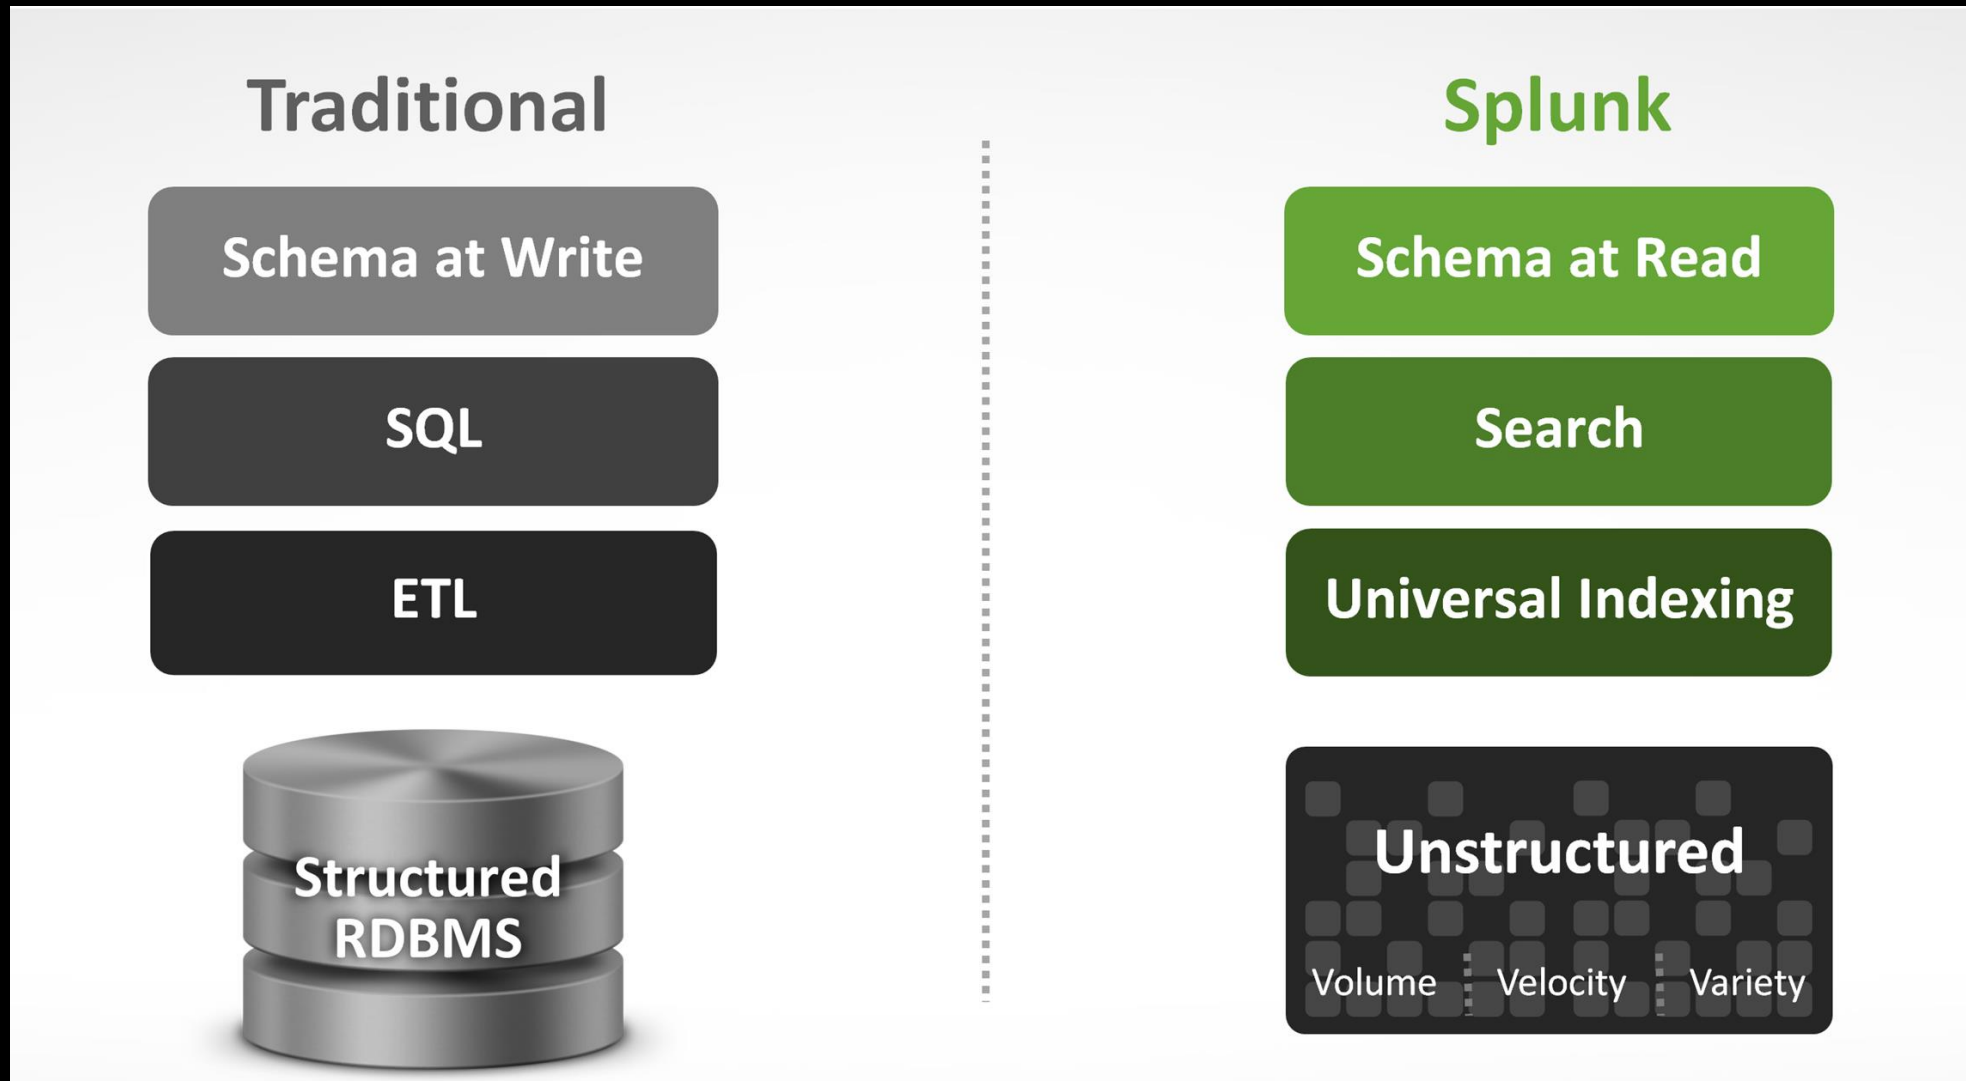 Traditional
Schema at Write
SQL
ETL
Structured
RDBMS
Splunk
Schema at Read
Search
Universal Indexing
Unstructured
Volume
Velocity
Variety